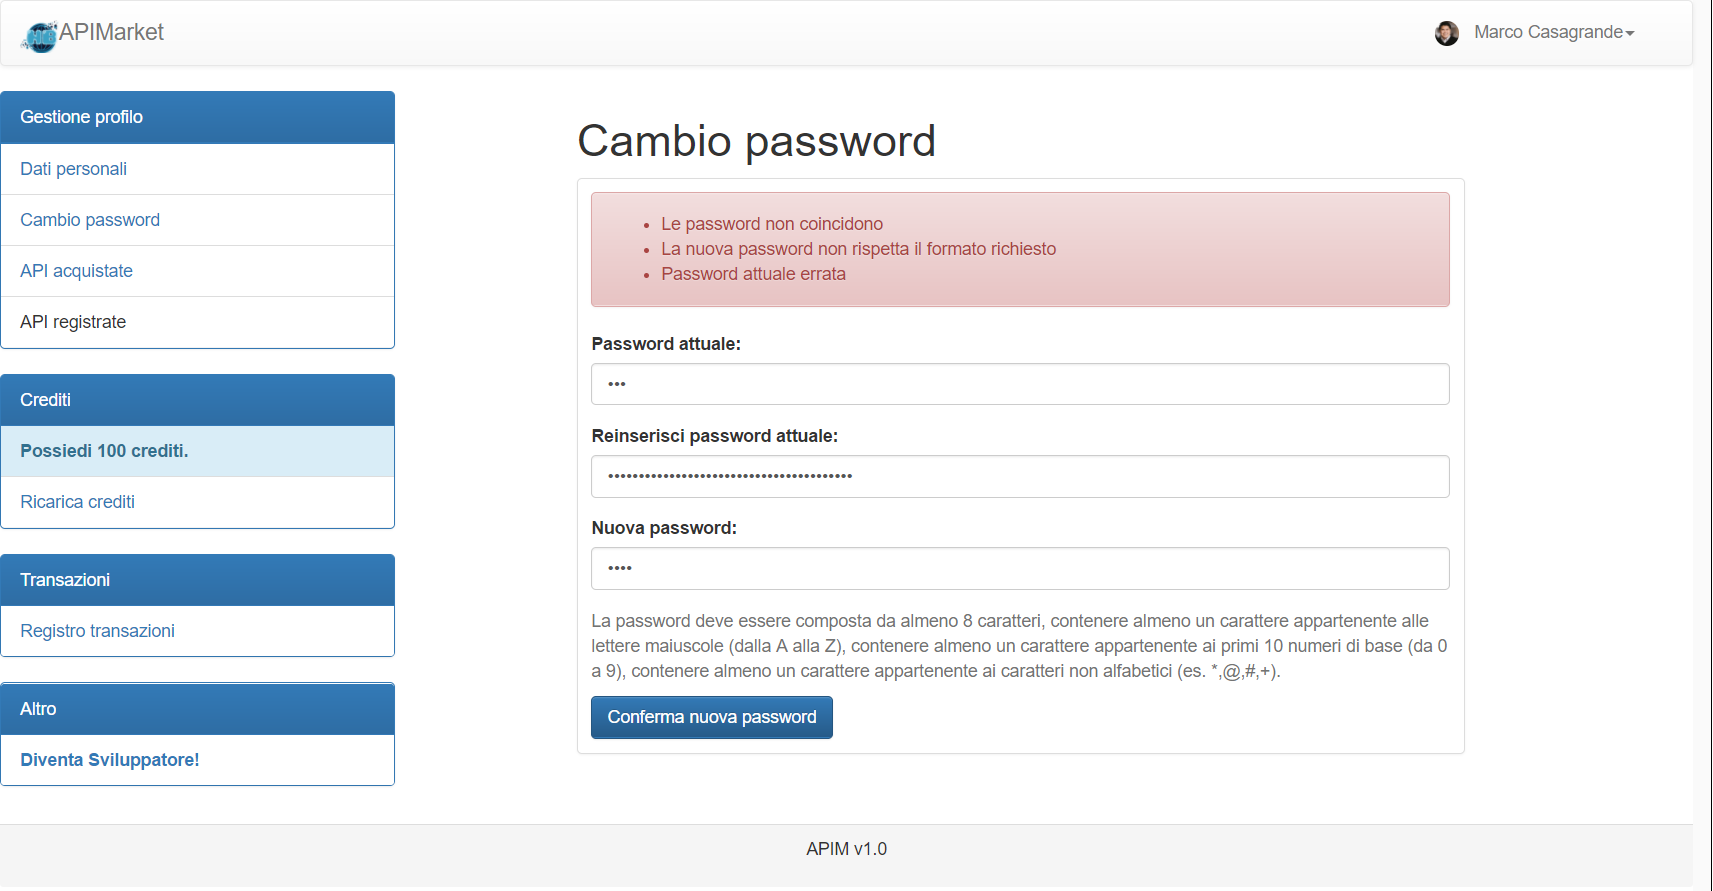 APIMarket
Marco Casagrande
Gestione profilo
Dati personali
Cambio password
API acquistate
API registrate
Crediti
Possiedi 100 crediti.
Ricarica crediti
Transazioni
Registro transazioni
Altro
Diventa Sviluppatore!
Cambio password
Le password non coincidono
La nuova password non rispetta il formato richiesto
Password attuale errata
Password attuale:
Reinserisci password attuale:
Nuova password:
La password deve essere composta da almeno 8 caratteri, contenere almeno un carattere appartenente alle
lettere maiuscole (dalla A alla Z), contenere almeno un carattere appartenente ai primi 10 numeri di base (da 0
a 9), contenere almeno un carattere appartenente ai caratteri non alfabetici (es. *,@,#,+).
Conferma nuova password
APIM v1.0